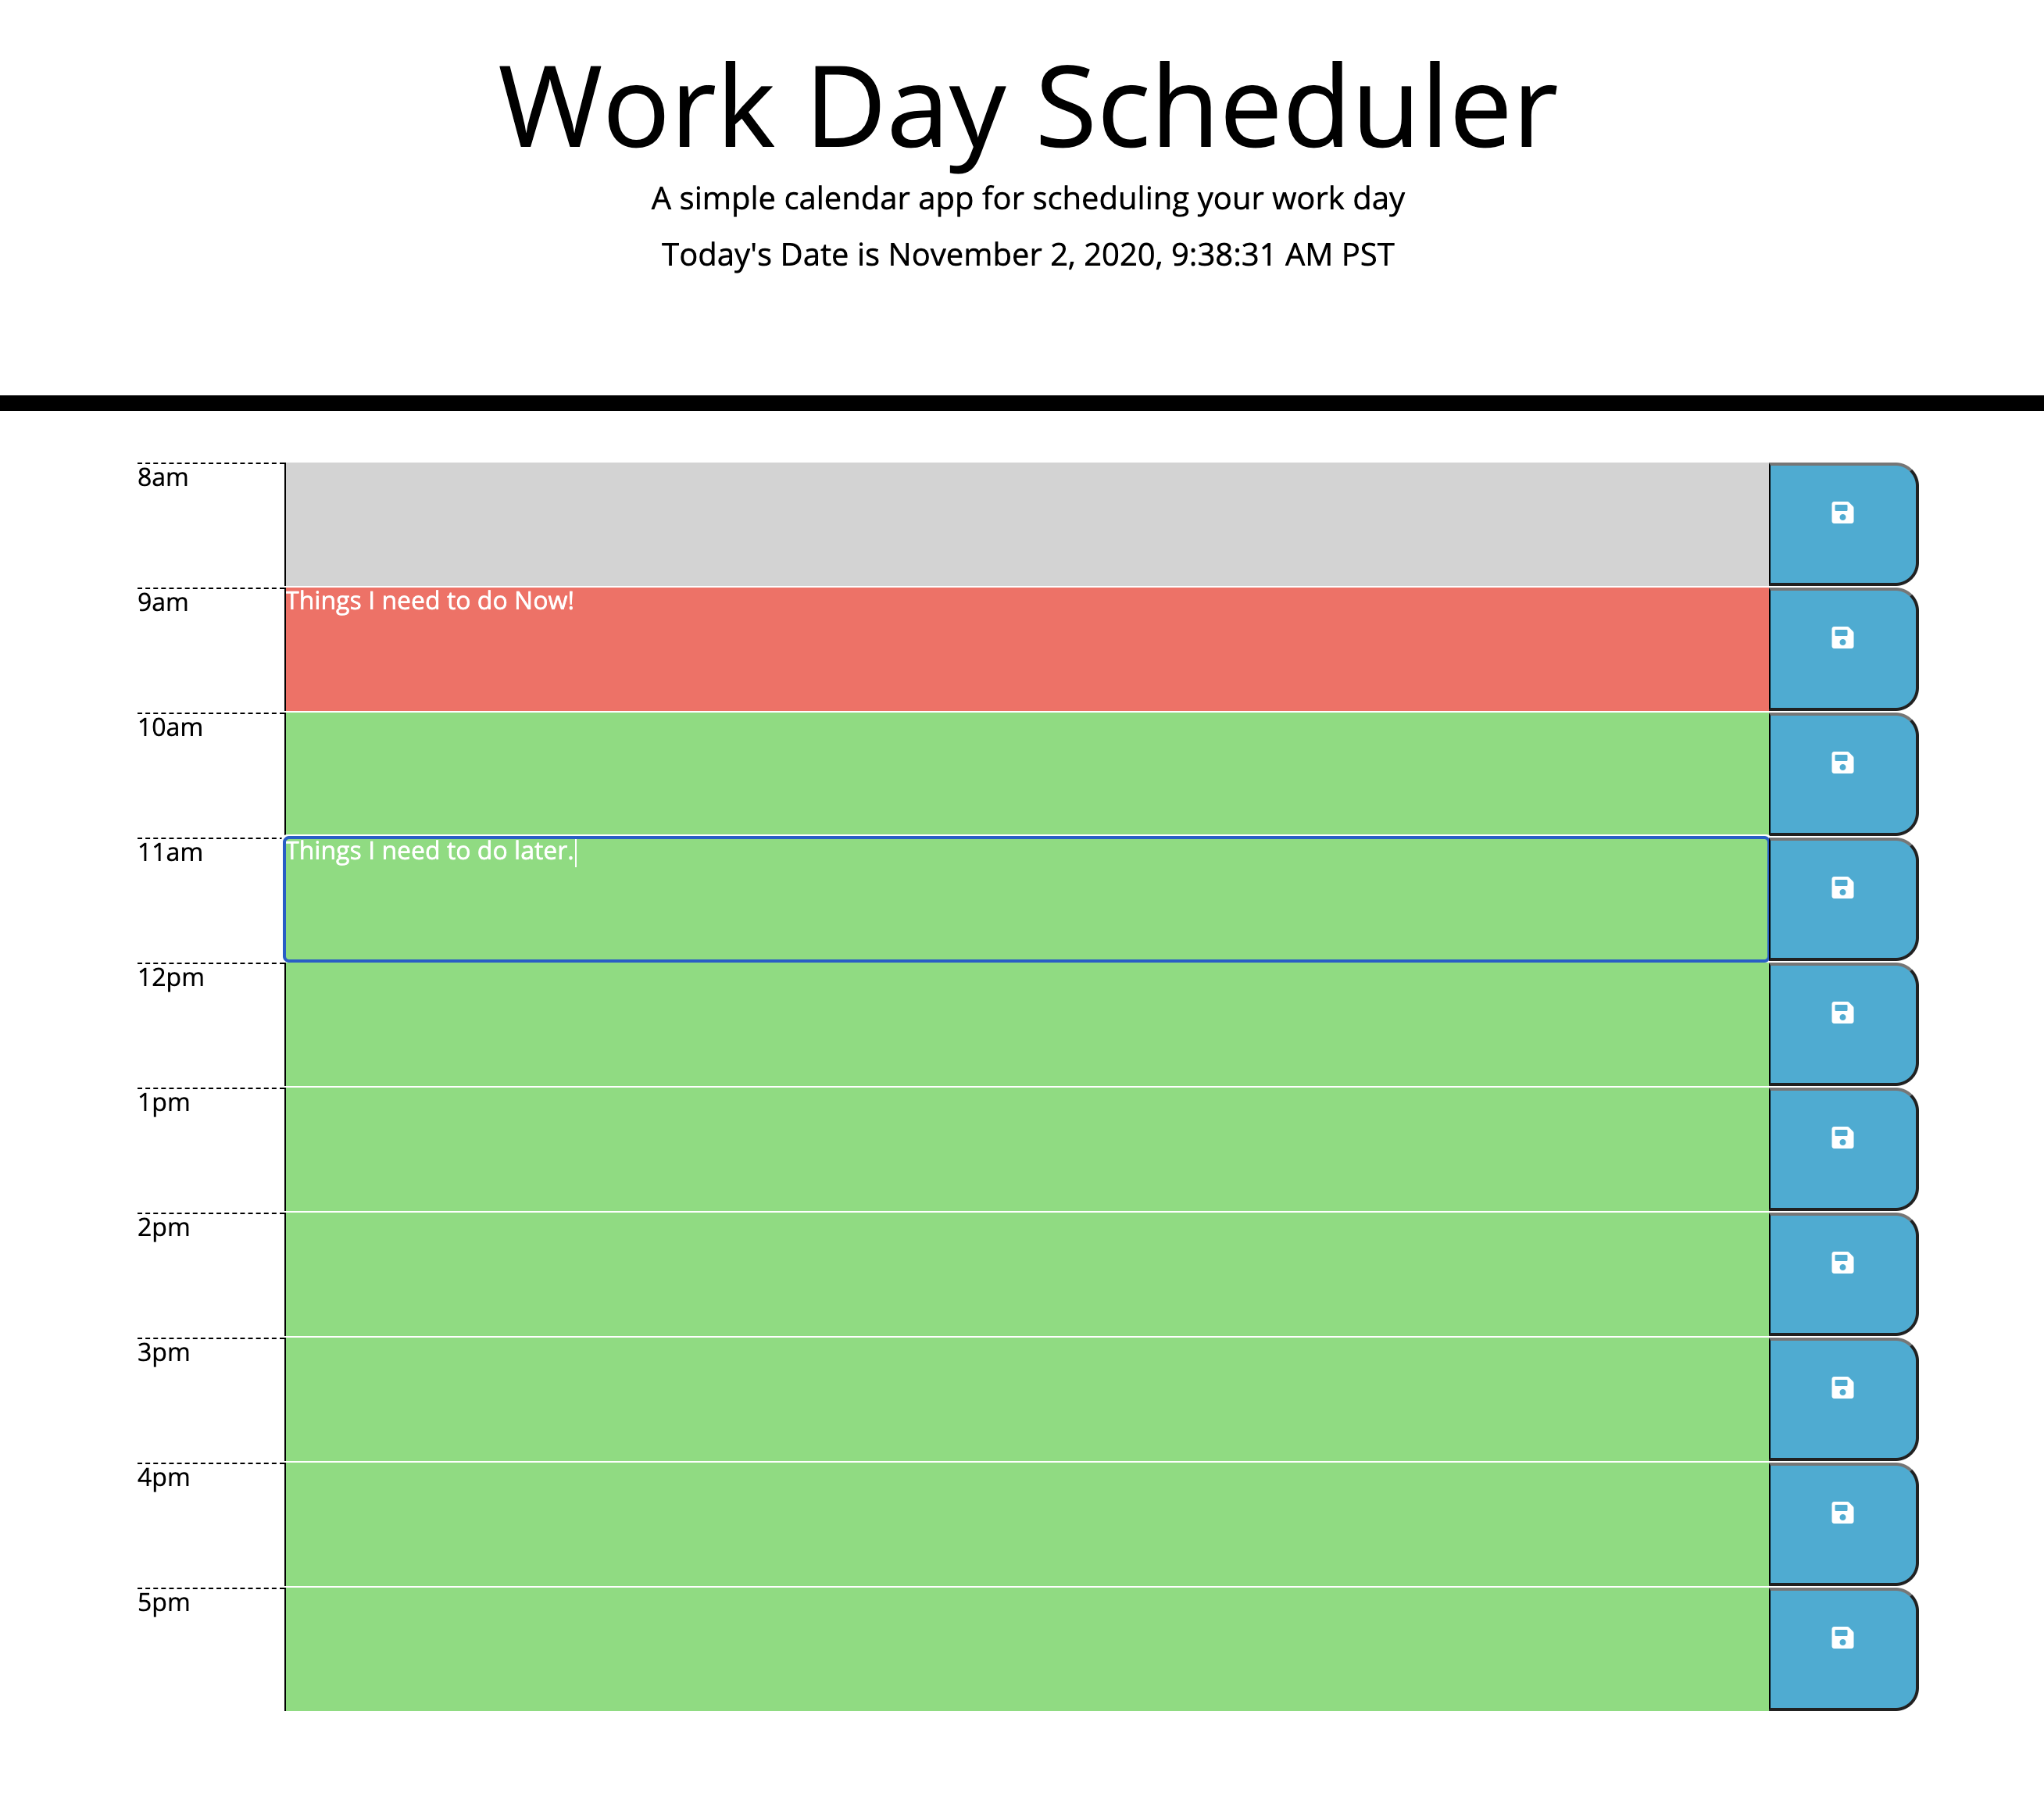 Work Day Scheduler
A simple calendar app for scheduling your work day
Today's Date is November 2, 2020, 9:38:31 AM PST
8am
9am
Things I need to do Now!
10am
11am
Things I need to do later.
12pm
1pm
2pm
3pm
4pm
5pm